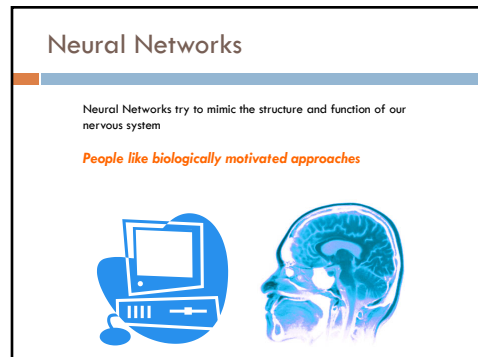 Neural Networks
Neural Networks try to mimic the structure and function of our
nervous system
People like biologically motivated approaches